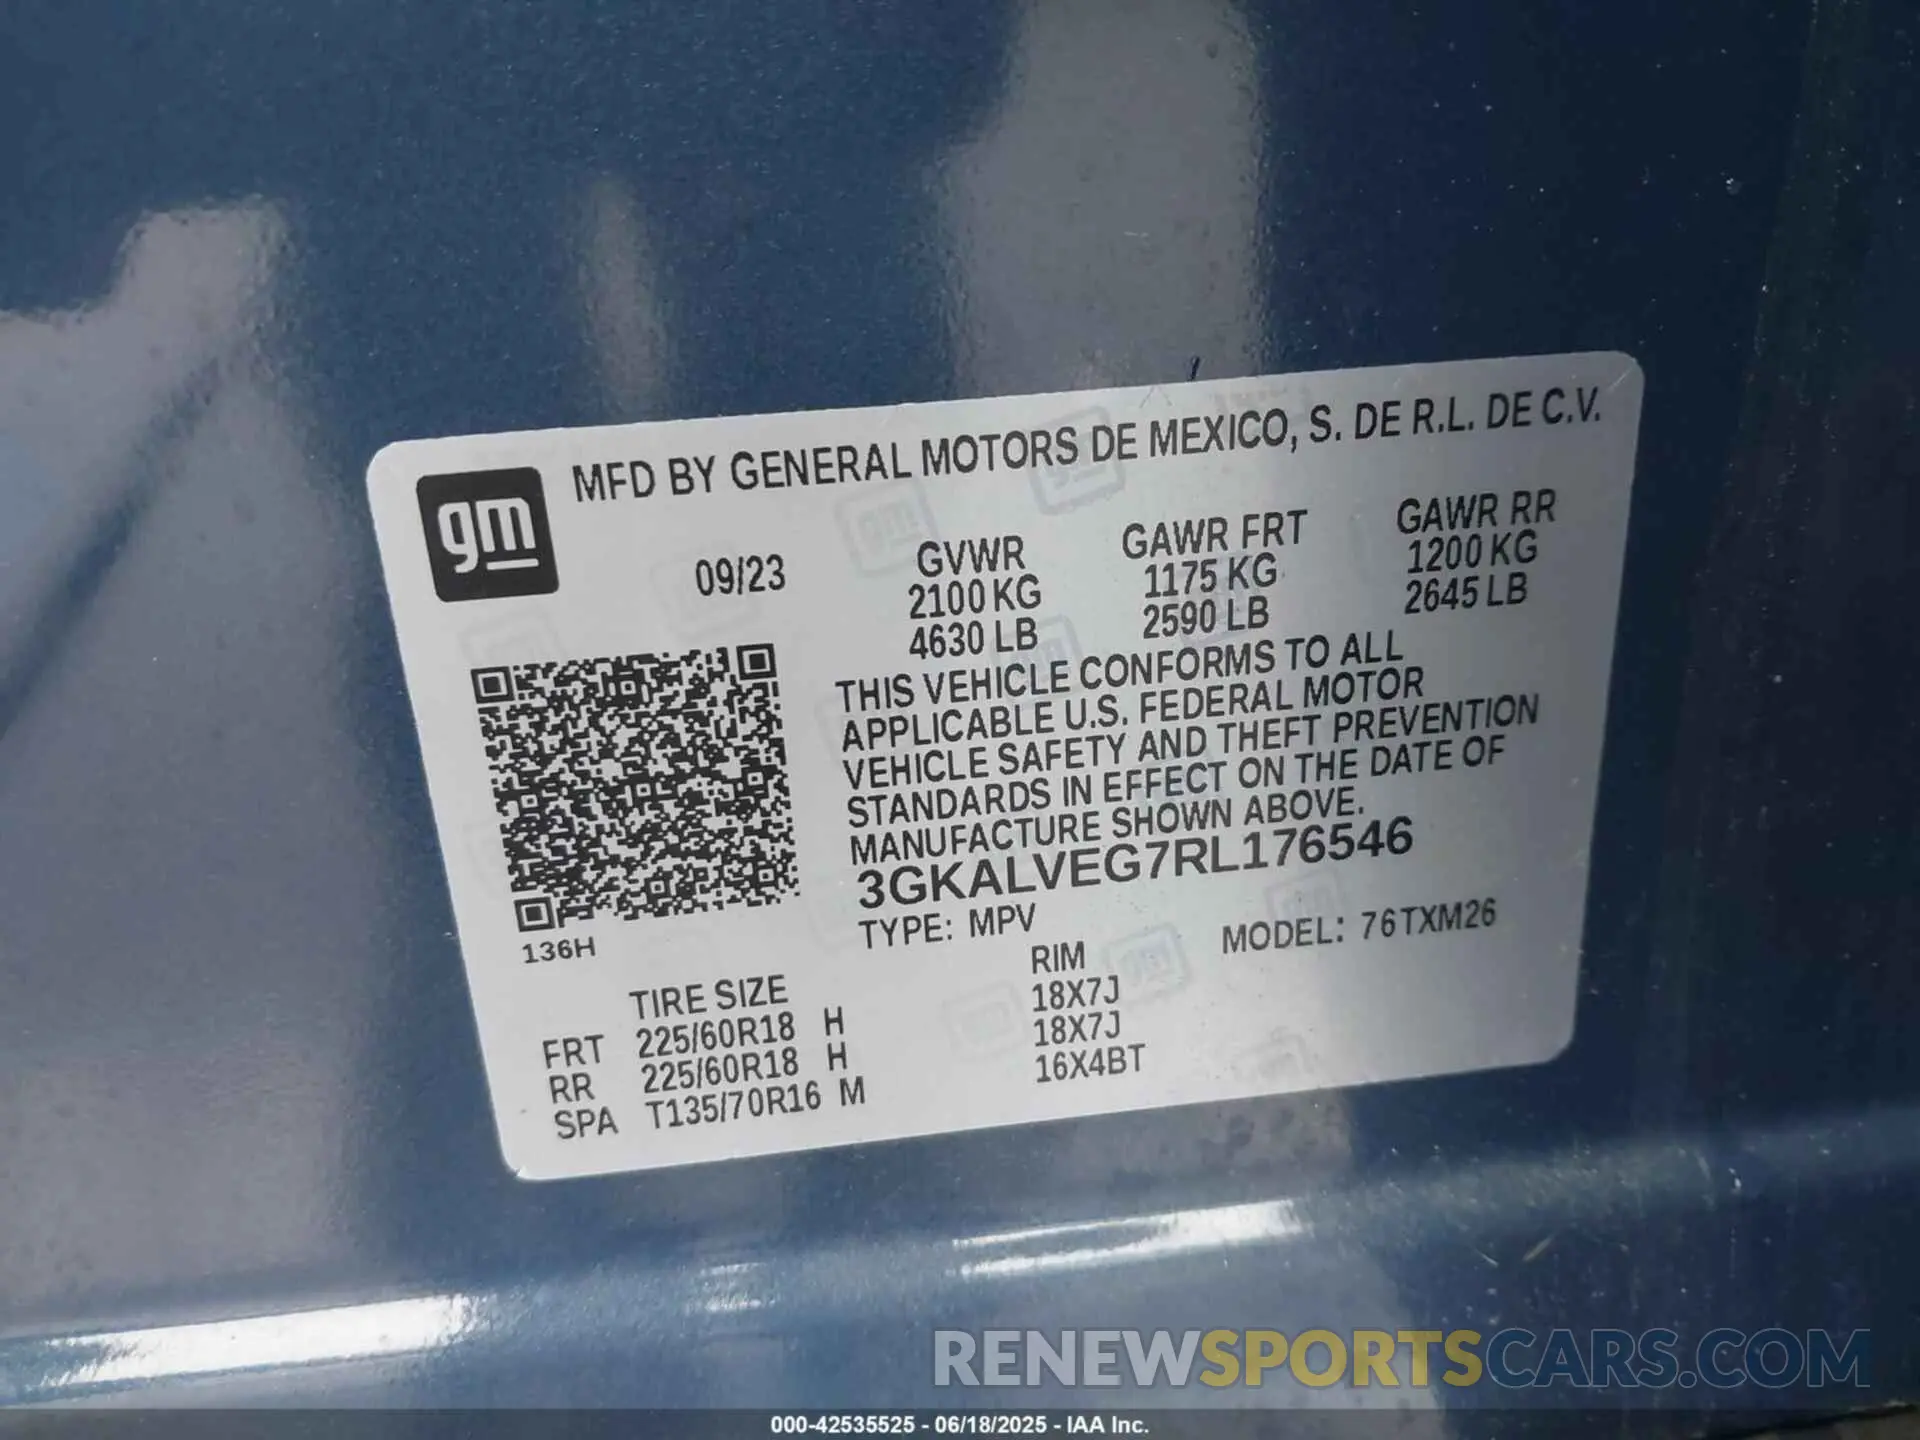 gm
MFD BY GENERAL MOTORS DE MEXICO, S. DE R.L. DE C.V.
09/23
GVWR
2100 KG
4630 LB
GAWR FRT
1175 KG
2590 LB
GAWR RR
1200 KG
2645 LB
THIS VEHICLE CONFORMS TO ALL
APPLICABLE U.S. FEDERAL MOTOR
VEHICLE SAFETY AND THEFT PREVENTION
STANDARDS IN EFFECT ON THE DATE OF
MANUFACTURE SHOWN ABOVE.
3GKALVEG7RL176546
TYPE: MPV MODEL: 76TXM26
136H
TIRE SIZE RIM
FRT 225/60R18 H 18X7J
RR 225/60R18 H 18X7J
SPA T135/70R16 M 16X4BT
RENEWSPORTSCARS.COM
000-42535525 - 06/18/2025 - IAA Inc.